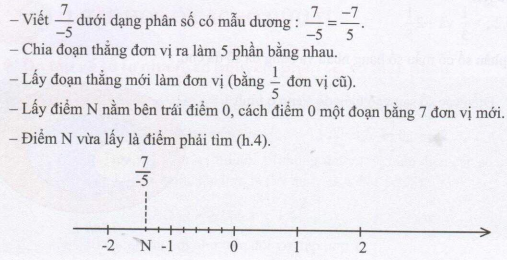 – Viết 7/-5 dưới dạng phân số có mẫu dương : 7/-5 = -7/5.
– Chia đoạn thẳng đơn vị ra làm 5 phần bằng nhau.
– Lấy đoạn thẳng mới làm đơn vị (bằng 1/5 đơn vị cũ).
– Lấy điểm N nằm bên trái điểm 0, cách điểm 0 một đoạn bằng 7 đơn vị mới.
– Điểm N vừa lấy là điểm phải tìm (h.4).
7/-5
-2 N -1 0 1 2